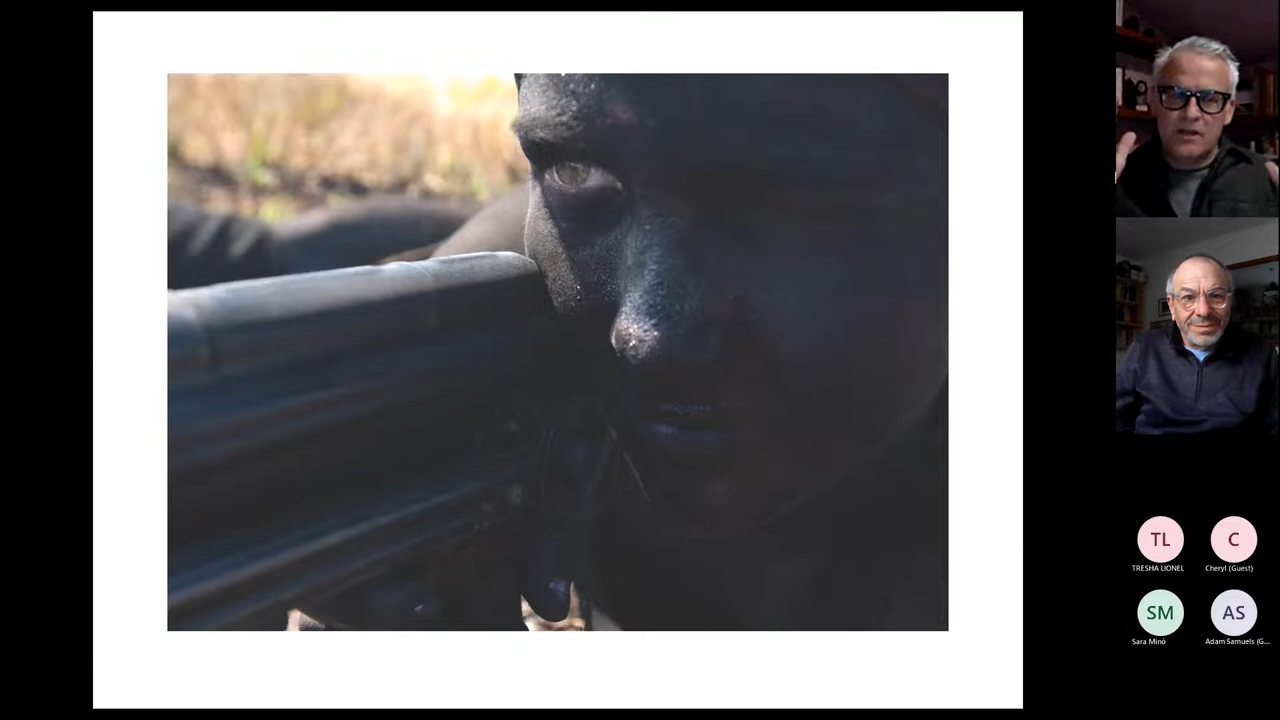 TL
C
TRESHA LIONEL
Cheryl (Guest)
SM
AS
Sara Minó
Adam Samuels (G...